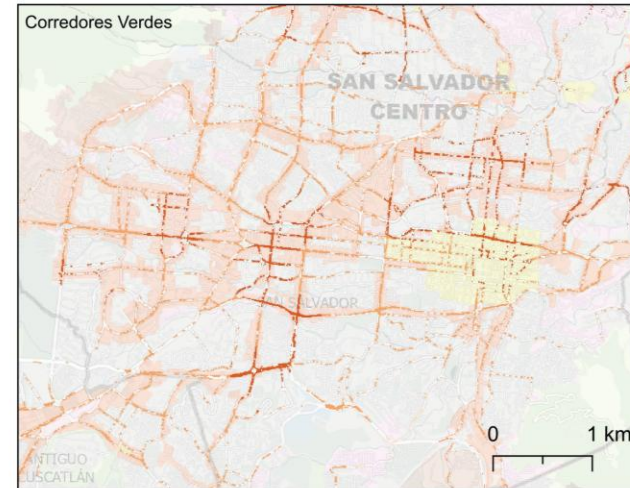 Corredores Verdes
SAN SALVADOR
CENTRO
SAN SALVADOR
0 1 km
ANTIGUO
CUSCATLÁN